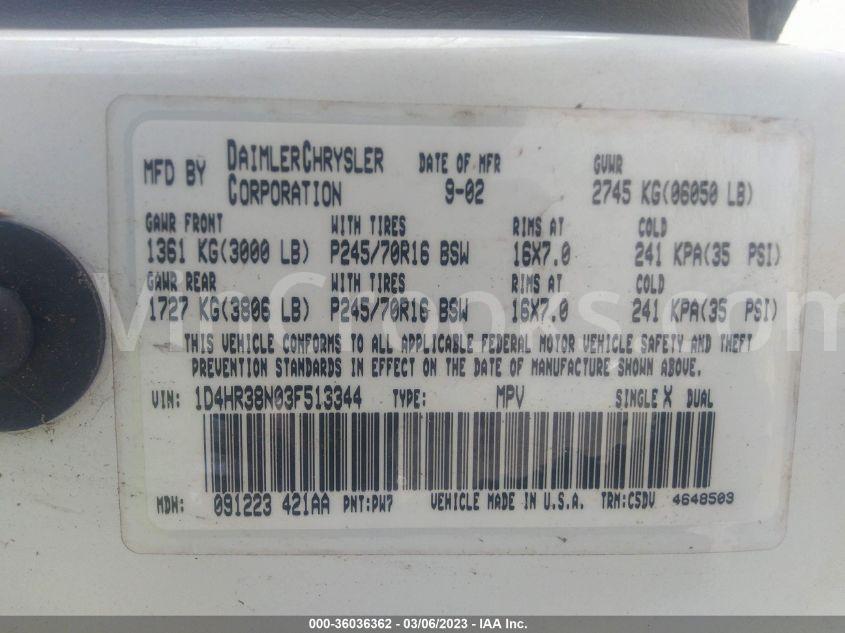 MFD BY DAIMLERCHRYSLER CORPORATION DATE OF MFR 9-02 GVWR 2745 KG(06050 LB)
GAWR FRONT WITH TIRES RIMS AT COLD
1361 KG(3000 LB) P245/70R16 BSW 16X7.0 241 KPA(35 PSI)
GAWR REAR WITH TIRES RIMS AT COLD
1727 KG(3806 LB) P245/70R16 BSW 16X7.0 241 KPA(35 PSI)
VinCrooks.com
THIS VEHICLE CONFORMS TO ALL APPLICABLE FEDERAL MOTOR VEHICLE SAFETY AND THEFT
PREVENTION STANDARDS IN EFFECT ON THE DATE OF MANUFACTURE SHOWN ABOVE.
VIN: 1D4HR38N03F513344 TYPE: MPV SINGLE X DUAL
MDH: 091223 421AA PNT:PW7 VEHICLE MADE IN U.S.A. TRM:C5DV 4648503
000-36036362 — 03/06/2023 — IAA Inc.